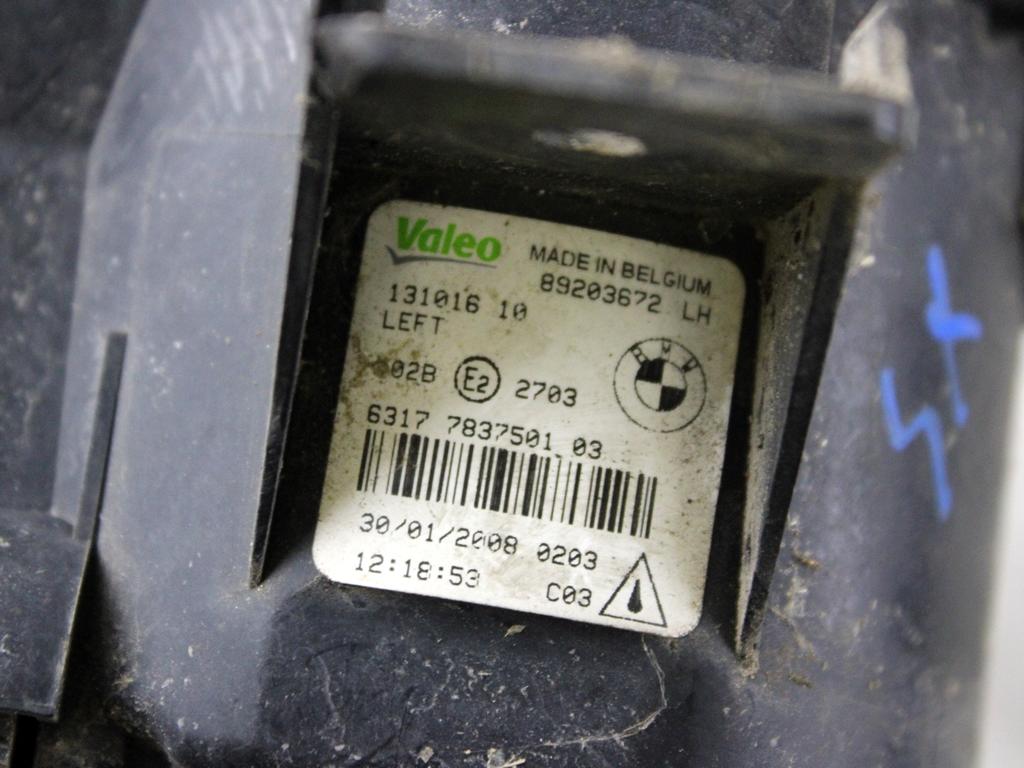 Valeo MADE IN BELGIUM
89203672 LH
131016 10
LEFT
02B E2 2703
BMW
6317 7837501 03
30/01/2008 0203
12:18:53 C03